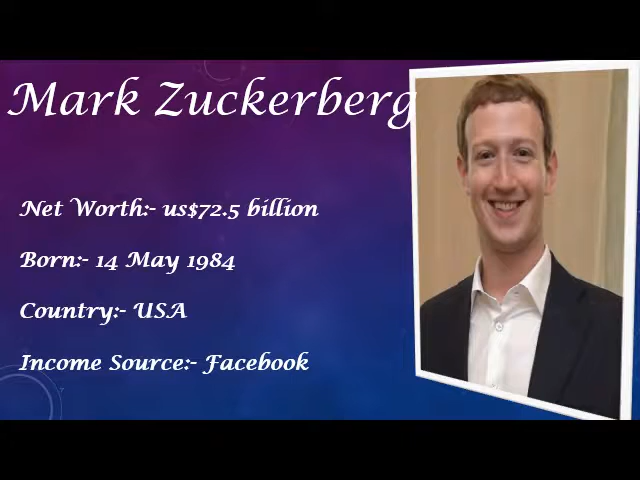 Mark Zuckerberg
Net Worth:- us$72.5 billion
Born:- 14 May 1984
Country:- USA
Income Source:- Facebook